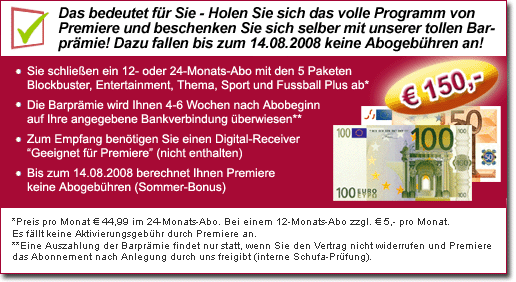 Das bedeutet für Sie - Holen Sie sich das volle Programm von
Premiere und beschenken Sie sich selber mit unserer tollen Bar-
prämie! Dazu fallen bis zum 14.08.2008 keine Abogebühren an!
Sie schließen ein 12- oder 24-Monats-Abo mit den 5 Paketen
Blockbuster, Entertainment, Thema, Sport und Fussball Plus ab*
€ 150,-
Die Barprämie wird Ihnen 4-6 Wochen nach Abobeginn
auf Ihre angegebene Bankverbindung überwiesen**
Zum Empfang benötigen Sie einen Digital-Receiver
“Geeignet für Premiere” (nicht enthalten)
Bis zum 14.08.2008 berechnet Ihnen Premiere
keine Abogebühren (Sommer-Bonus)
50
100
100
100 EURO
*Preis pro Monat € 44,99 im 24-Monats-Abo. Bei einem 12-Monats-Abo zzgl. € 5,- pro Monat.
Es fällt keine Aktivierungsgebühr durch Premiere an.
**Eine Auszahlung der Barprämie findet nur statt, wenn Sie den Vertrag nicht widerrufen und Premiere
das Abonnement nach Anlegung durch uns freigibt (interne Schufa-Prüfung).